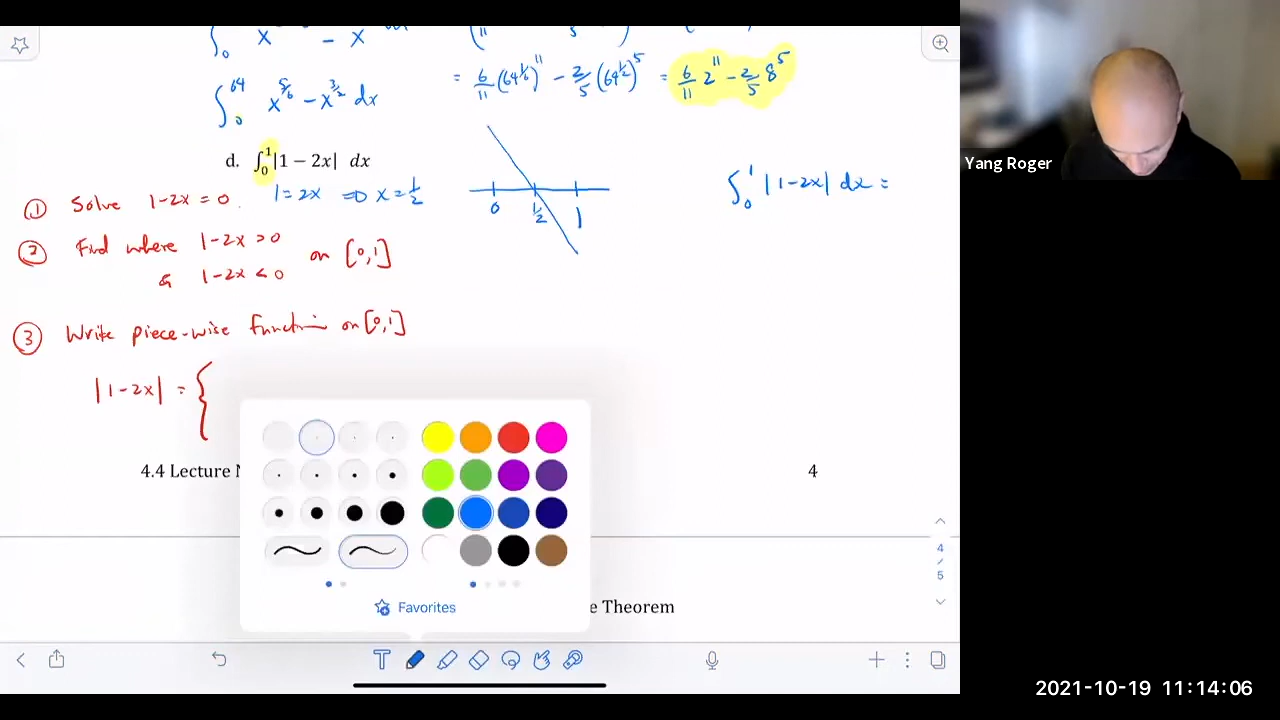 ∫₀ x − x
∫₀⁶⁴ x^(5/6) − x^(3/2) dx
= 6/11 (64^(1/6))^11 − 2/5 (64^(1/2))^5 = 6/11 2^11 − 2/5 8^5
d. ∫₀¹|1 − 2x| dx
1=2x ⇒ x=1/2
0 1/2 1
∫₀¹ |1-2x| dx =
① Solve 1-2x=0.
② Find where 1-2x>0
& 1-2x<0
on [0,1]
③ Write piece-wise function on [0,1]
|1-2x| = {
4.4 Lecture N
4
4
/
5
e Theorem
Favorites
T
Yang Roger
2021-10-19 11:14:06